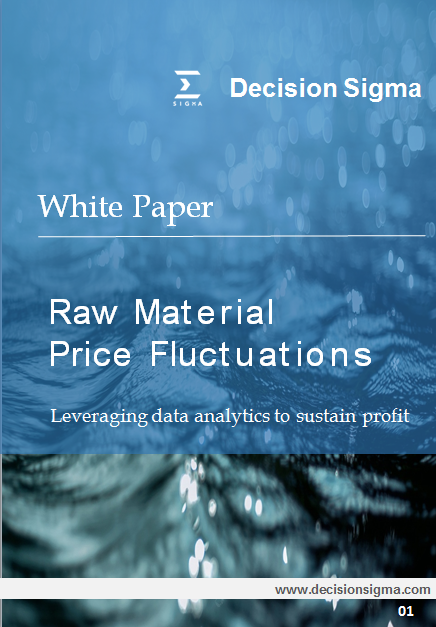 SIGMA
Decision Sigma
White Paper
Raw Material
Price Fluctuations
Leveraging data analytics to sustain profit
www.decisionsigma.com
01